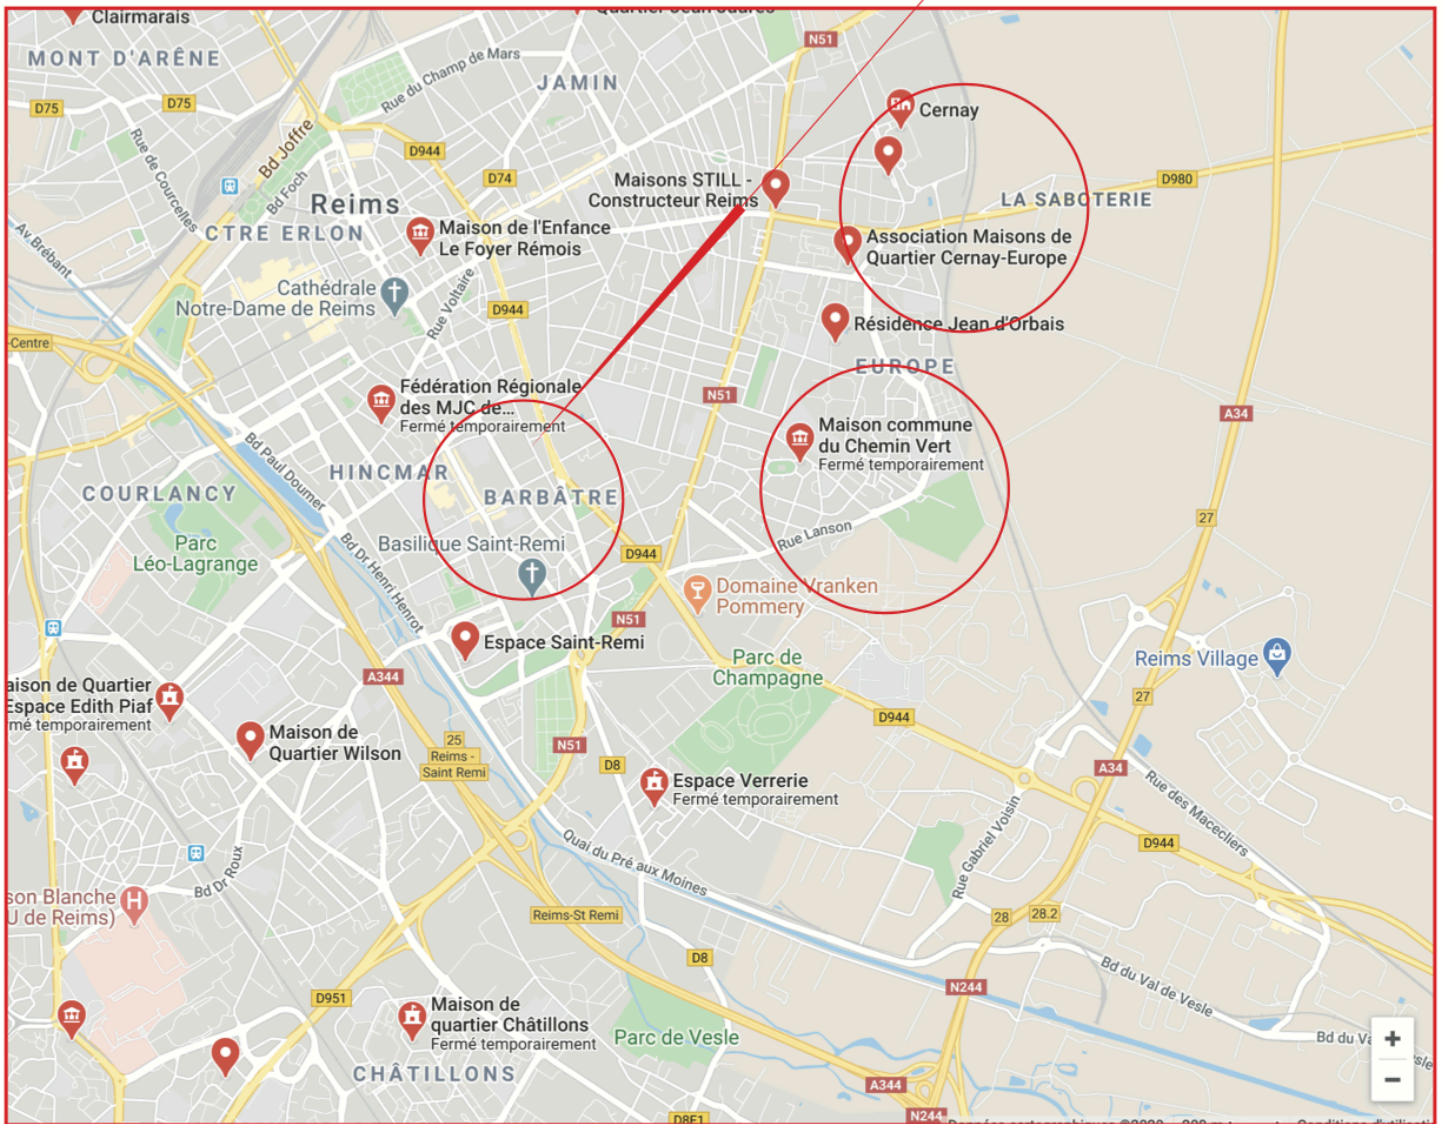 Clairmarais
Quartier Jean Jaurès
MONT D'ARÊNE
Rue du Champ de Mars
JAMIN
N51
D75
D75
Rue de Courcelles
Bd Joffre
Bd Foch
D944
D74
Cernay
Maisons STILL -
Constructeur Reims
D980
LA SABOTERIE
Reims
CTRE ERLON
Maison de l'Enfance
Le Foyer Rémois
Association Maisons de
Quartier Cernay-Europe
Av Brébant
Cathédrale
Notre-Dame de Reims
Rue Voltaire
D944
Résidence Jean d'Orbais
-Centre
EUROPE
Fédération Régionale
des MJC de...
Fermé temporairement
N51
A34
Maison commune
du Chemin Vert
Fermé temporairement
Bd Paul Doumer
HINCMAR
COURLANCY
BARBÂTRE
27
Rue Lanson
Parc
Léo-Lagrange
Bd Dr Henri Henrot
Basilique Saint-Remi
D944
Domaine Vranken
Pommery
N51
Espace Saint-Remi
Parc de
Champagne
Reims Village
A344
aison de Quartier
Espace Edith Piaf
rmé temporairement
27
D944
Maison de
Quartier Wilson
25
Reims -
Saint Remi
N51
D8
A34
Espace Verrerie
Fermé temporairement
Rue des Macecliers
Rue Gabriel Voisin
D944
Quai du Pré aux Moines
Bd Dr Roux
son Blanche
U de Reims)
Reims-St Remi
28
28.2
D8
Bd du Val de Vesle
N244
D951
Maison de
quartier Châtillons
Fermé temporairement
Parc de Vesle
Bd du Va
sle
CHÂTILLONS
A344
N244
D8E1